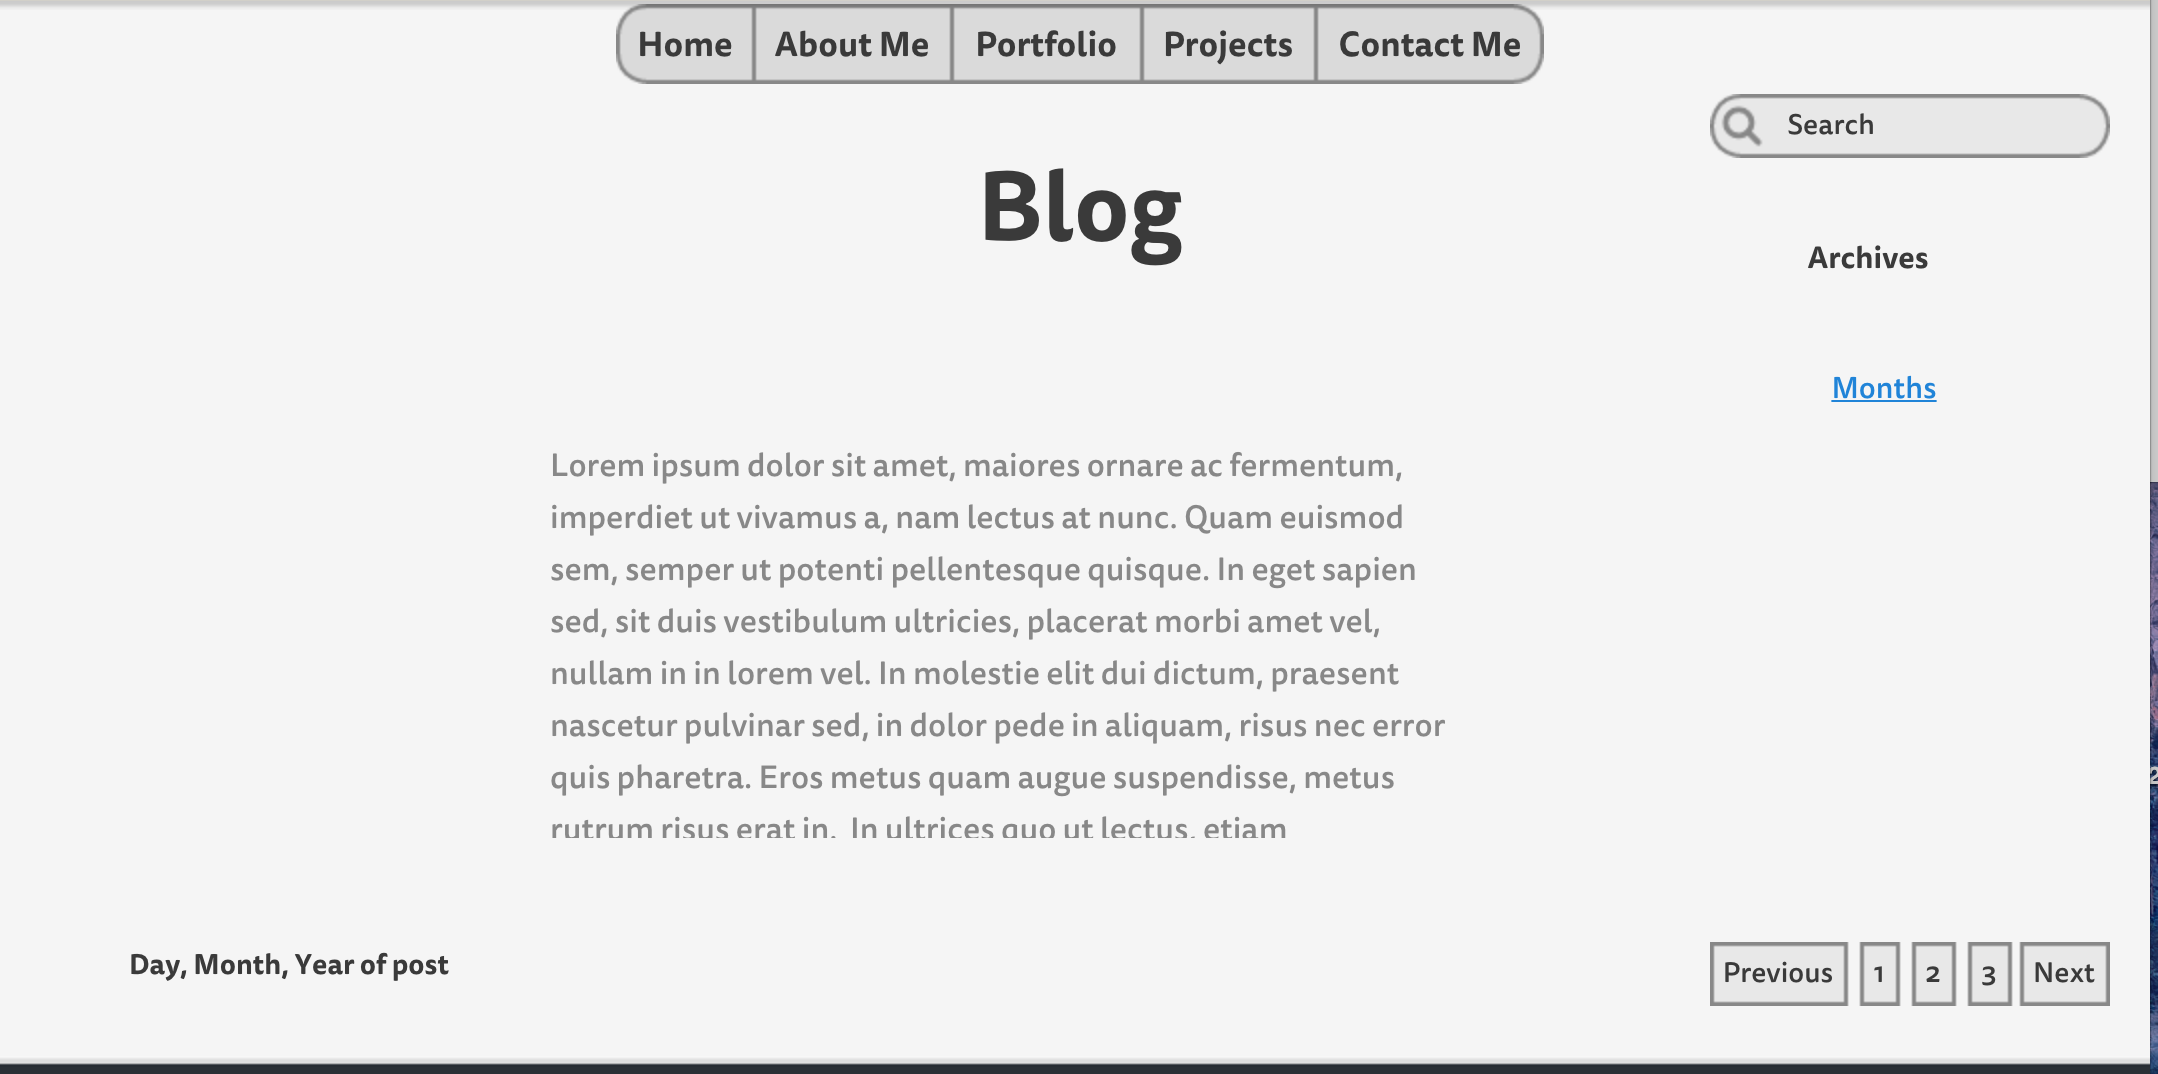 Home About Me Portfolio Projects Contact Me
Search
Blog
Archives
Months
Lorem ipsum dolor sit amet, maiores ornare ac fermentum,
imperdiet ut vivamus a, nam lectus at nunc. Quam euismod
sem, semper ut potenti pellentesque quisque. In eget sapien
sed, sit duis vestibulum ultricies, placerat morbi amet vel,
nullam in in lorem vel. In molestie elit dui dictum, praesent
nascetur pulvinar sed, in dolor pede in aliquam, risus nec error
quis pharetra. Eros metus quam augue suspendisse, metus
rutrum risus erat in. In ultrices quo ut lectus, etiam
Day, Month, Year of post
Previous 1 2 3 Next